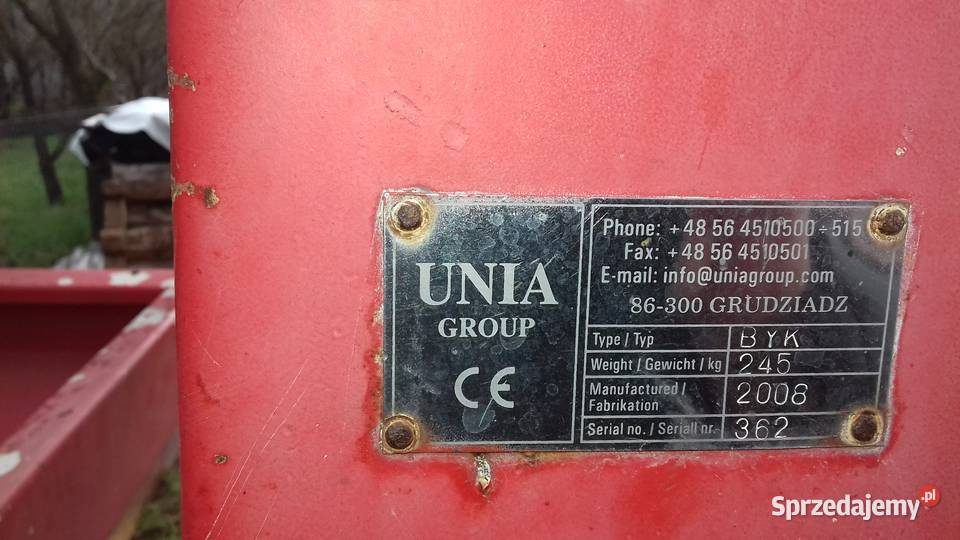 UNIA
GROUP
CE
Phone: +48 56 4510500÷515
Fax: +48 56 4510501
E-mail: info@uniagroup.com
86-300 GRUDZIADZ
Type / Typ BYK
Weight / Gewicht / kg 245
Manufactured / Fabrikation 2008
Serial no. / Seriall nr. 362
Sprzedajemy.pl